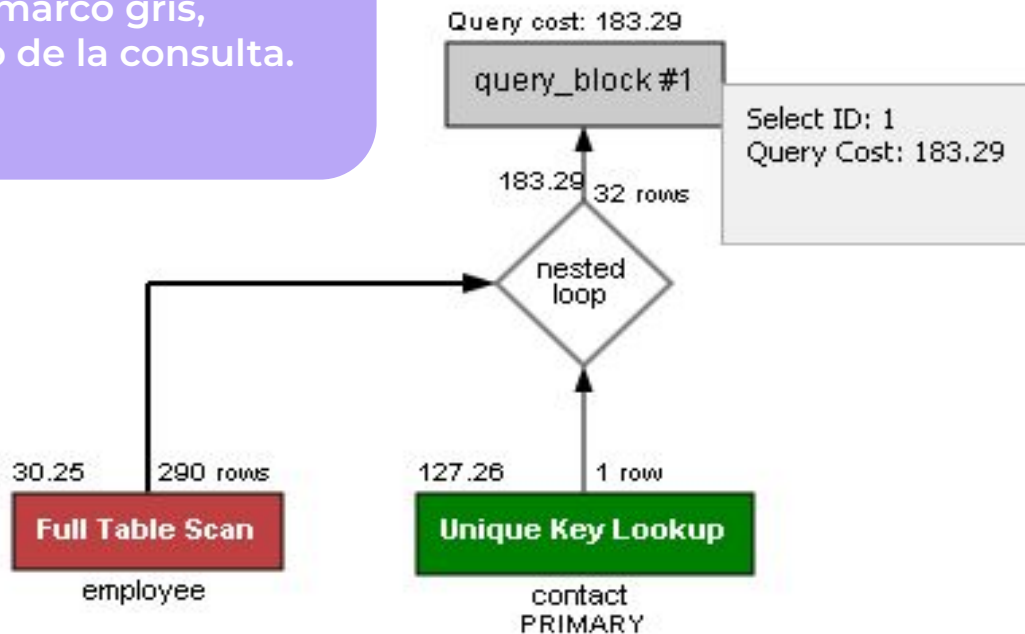 marco gris,
de la consulta.
Query cost: 183.29
query_block #1
Select ID: 1
Query Cost: 183.29
183.29
32 rows
nested
loop
30.25
290 rows
127.26
1 row
Full Table Scan
Unique Key Lookup
employee
contact
PRIMARY